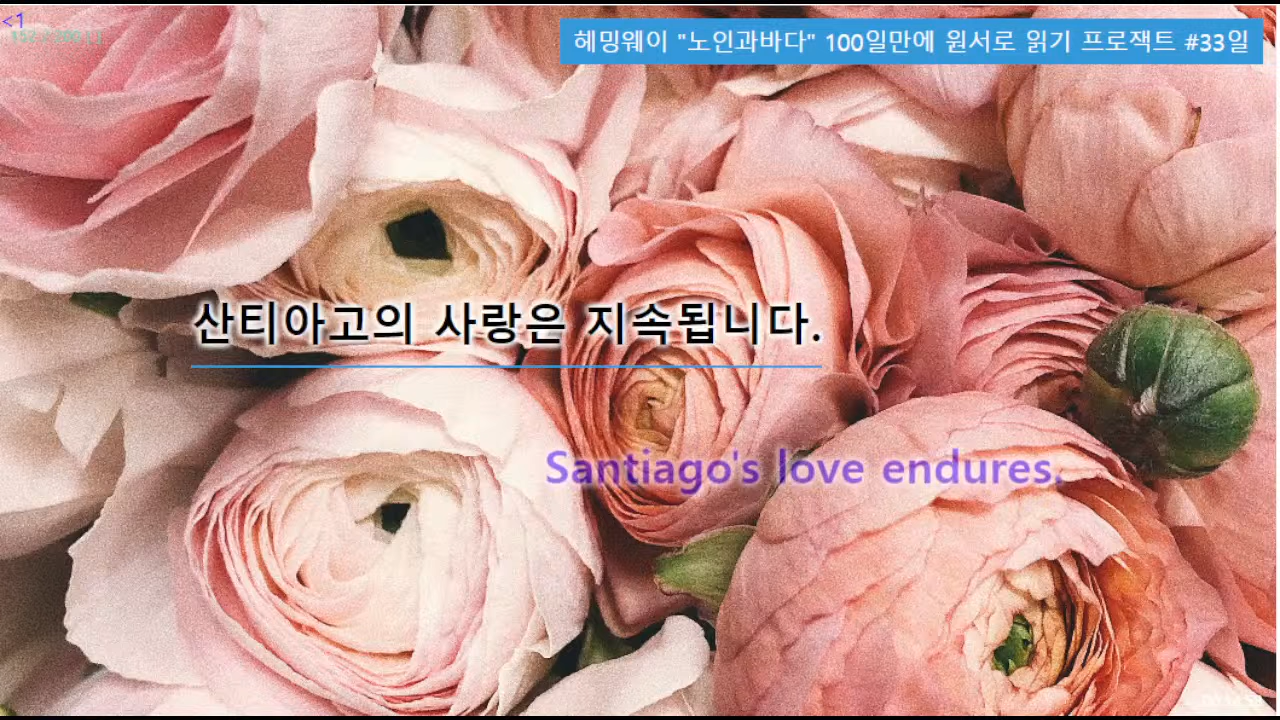 <1
헤밍웨이 "노인과바다" 100일만에 원서로 읽기 프로잭트 #33일
산티아고의 사랑은 지속됩니다.
Santiago's love endures.